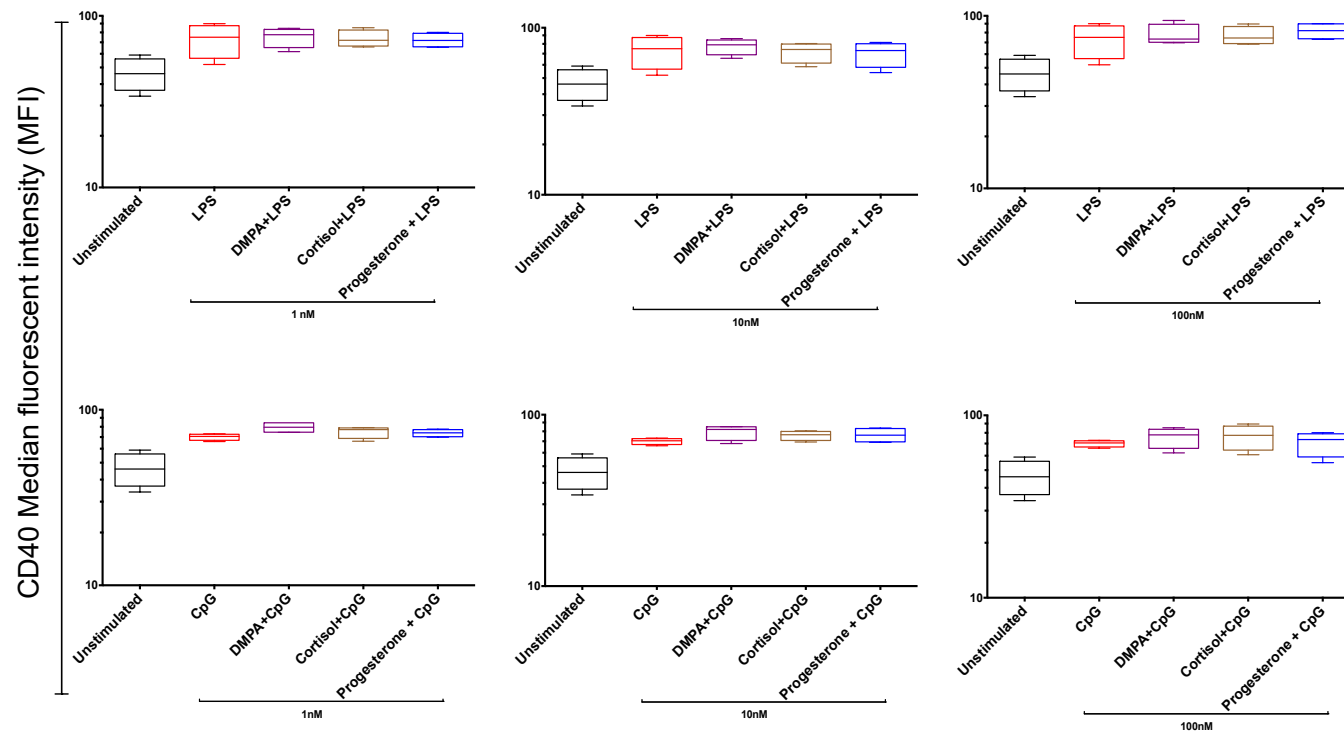 CD40 Median fluorescent intensity (MFI)
100
10
Unstimulated
LPS
DMPA+LPS
Cortisol+LPS
Progesterone + LPS
1 nM
100
10
Unstimulated
LPS
DMPA+LPS
Cortisol+LPS
Progesterone + LPS
10nM
100
10
Unstimulated
LPS
DMPA+LPS
Cortisol+LPS
Progesterone + LPS
100nM
100
10
Unstimulated
CpG
DMPA+CpG
Cortisol+CpG
Progesterone + CpG
1nM
100
10
Unstimulated
CpG
DMPA+CpG
Cortisol+CpG
Progesterone + CpG
10nM
100
10
Unstimulated
CpG
DMPA+CpG
Cortisol+CpG
Progesterone + CpG
100nM